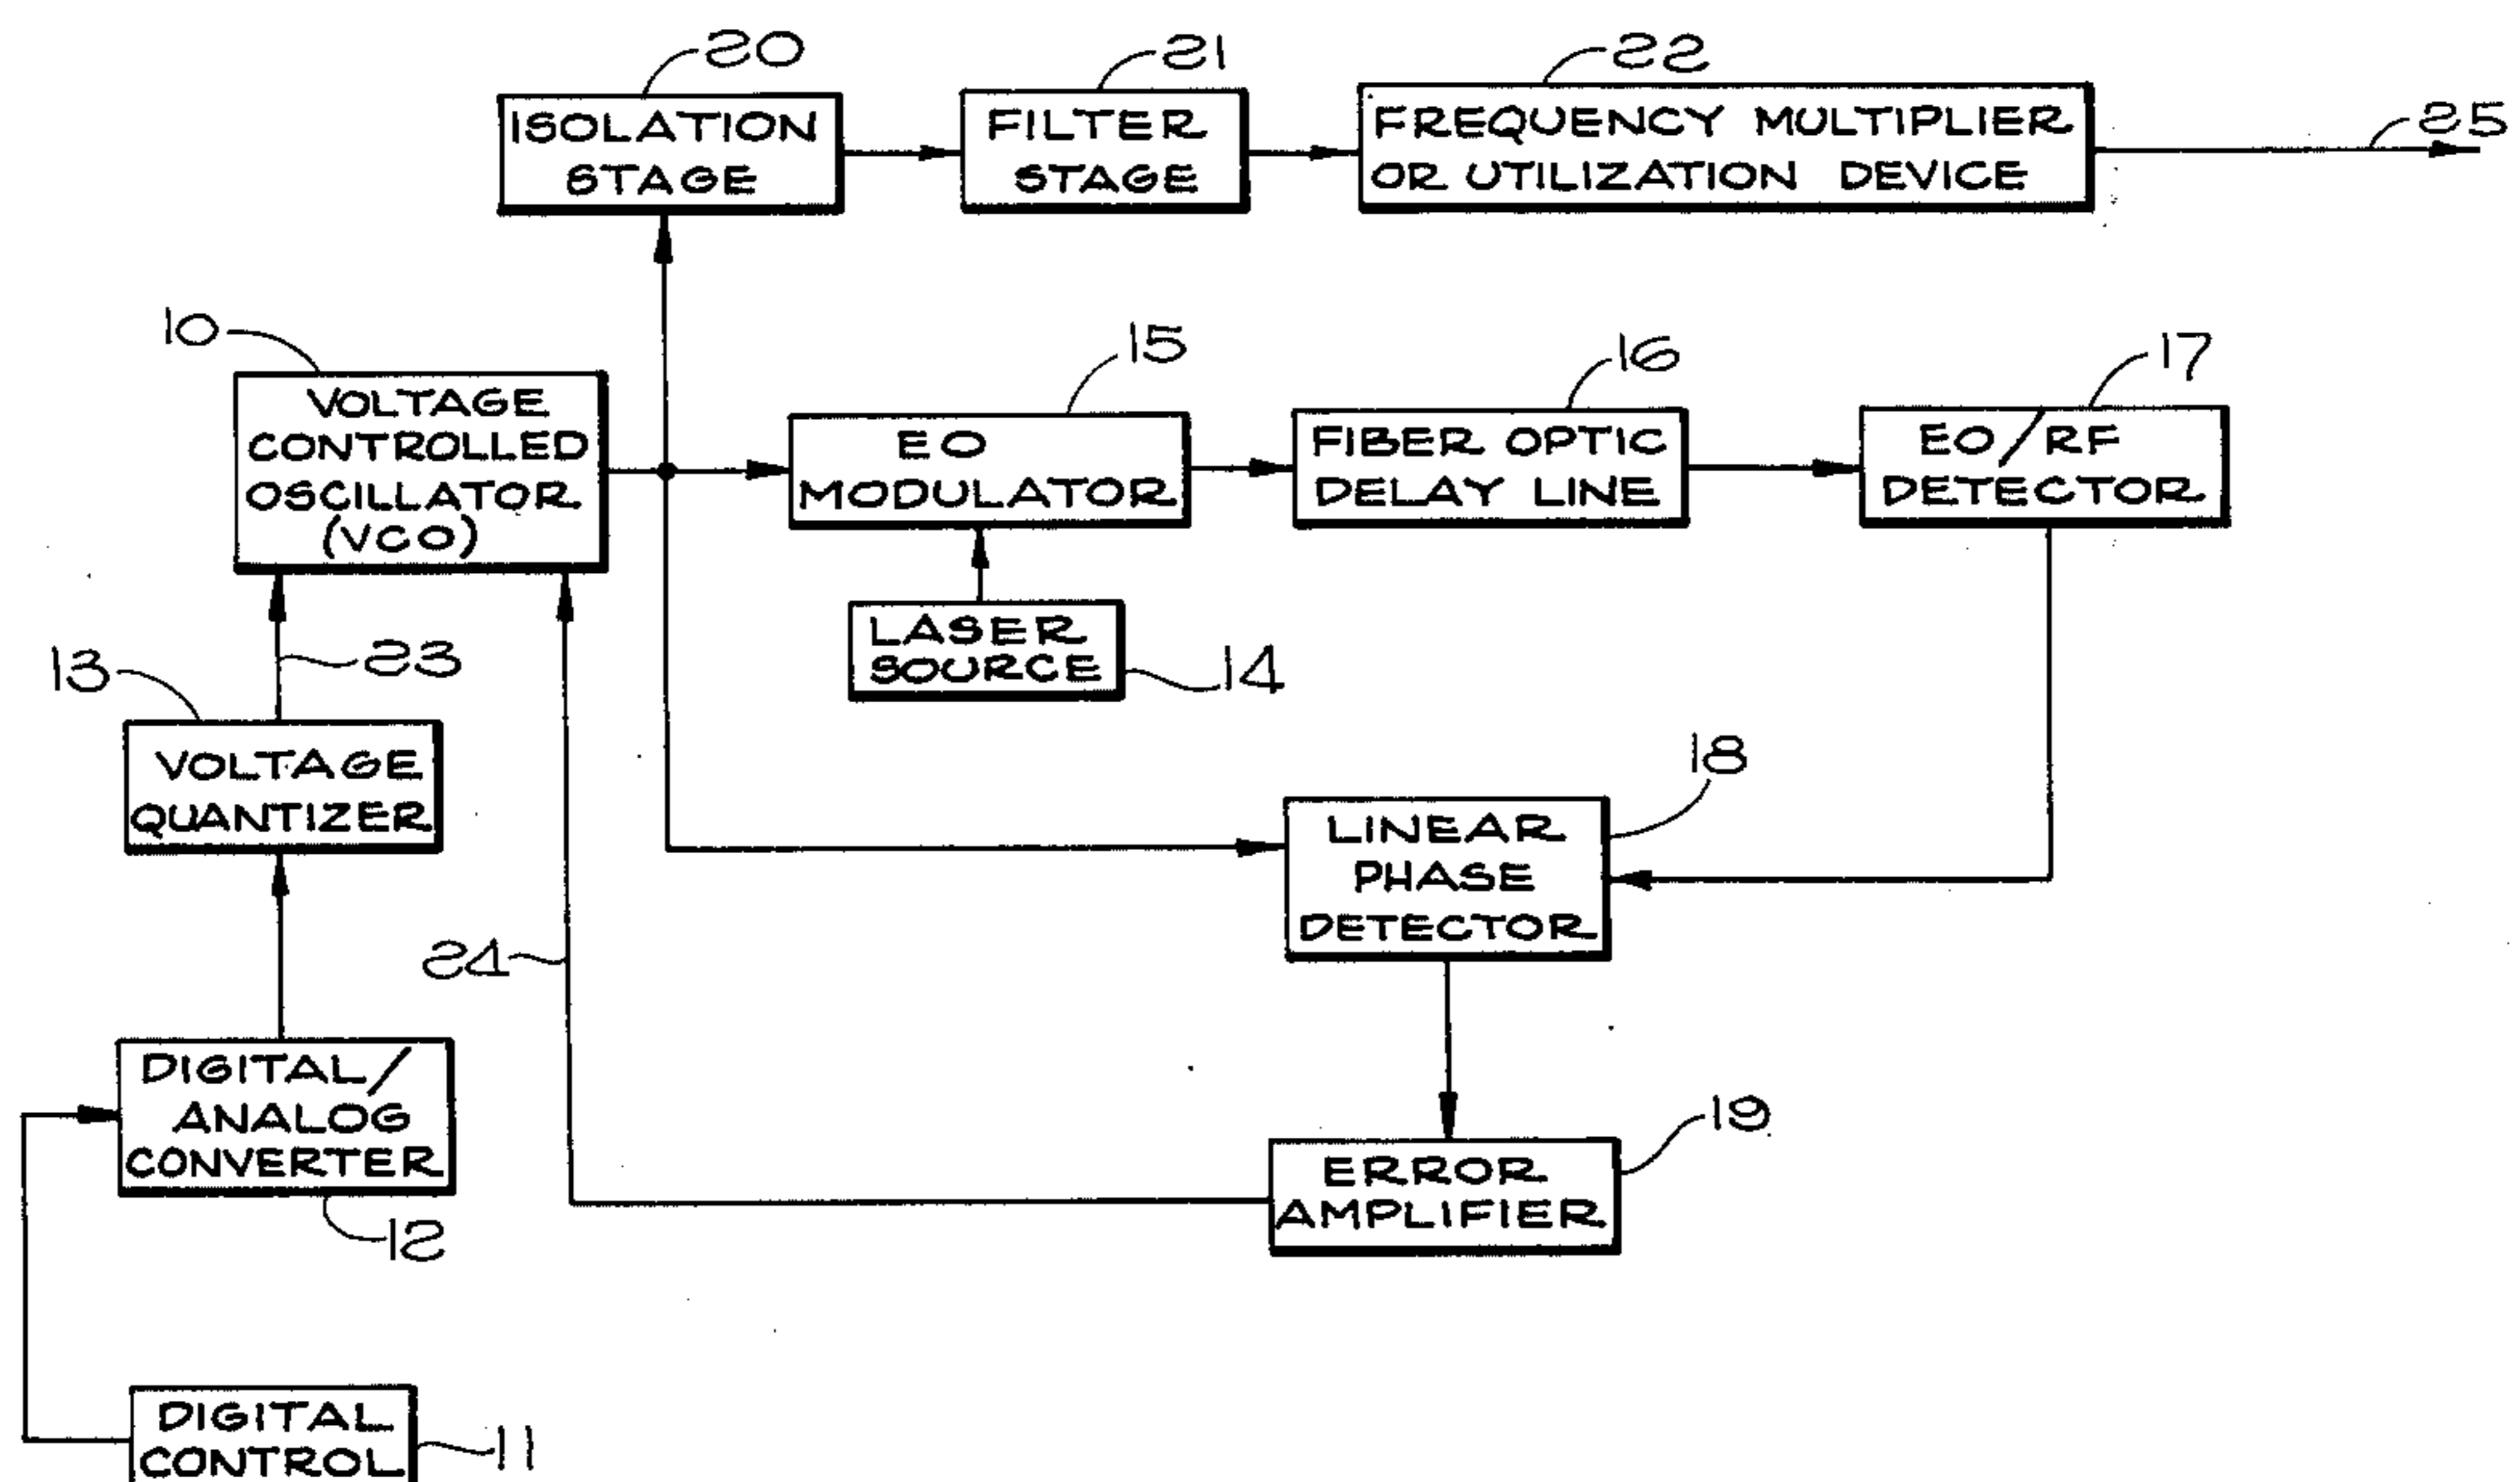 20
21
22
ISOLATION
STAGE
FILTER
STAGE
FREQUENCY MULTIPLIER
OR UTILIZATION DEVICE
25
10
15
16
17
VOLTAGE
CONTROLLED
OSCILLATOR
(VCO)
EO
MODULATOR
FIBER OPTIC
DELAY LINE
EO/RF
DETECTOR
LASER
SOURCE
14
13
23
VOLTAGE
QUANTIZER
18
LINEAR
PHASE
DETECTOR
24
DIGITAL/
ANALOG
CONVERTER
12
19
ERROR
AMPLIFIER
DIGITAL
CONTROL
11